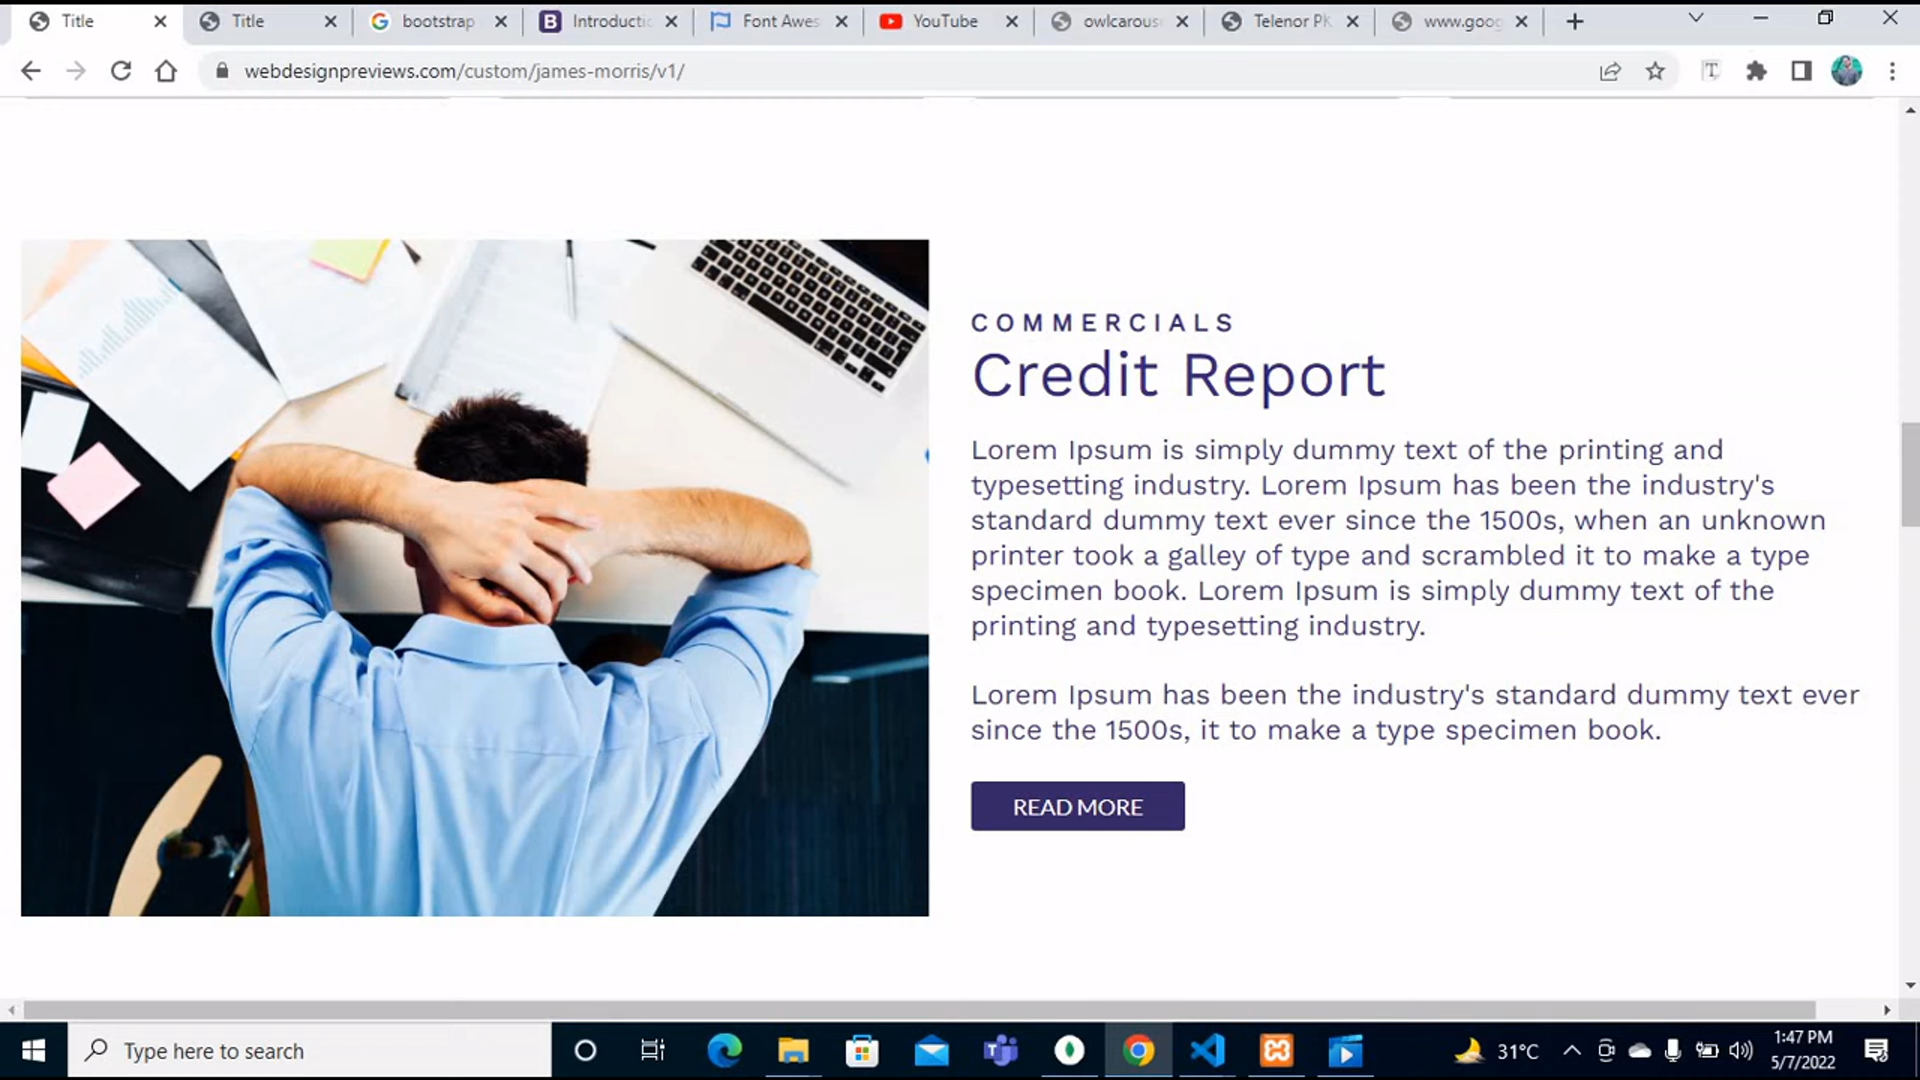 Title
Title
bootstrap
Introductio
Font Awes
YouTube
owlcarous
Telenor PK
www.goog
webdesignpreviews.com/custom/james-morris/v1/
COMMERCIALS
Credit Report
Lorem Ipsum is simply dummy text of the printing and
typesetting industry. Lorem Ipsum has been the industry's
standard dummy text ever since the 1500s, when an unknown
printer took a galley of type and scrambled it to make a type
specimen book. Lorem Ipsum is simply dummy text of the
printing and typesetting industry.
Lorem Ipsum has been the industry's standard dummy text ever
since the 1500s, it to make a type specimen book.
READ MORE
Type here to search
31°C
1:47 PM
5/7/2022